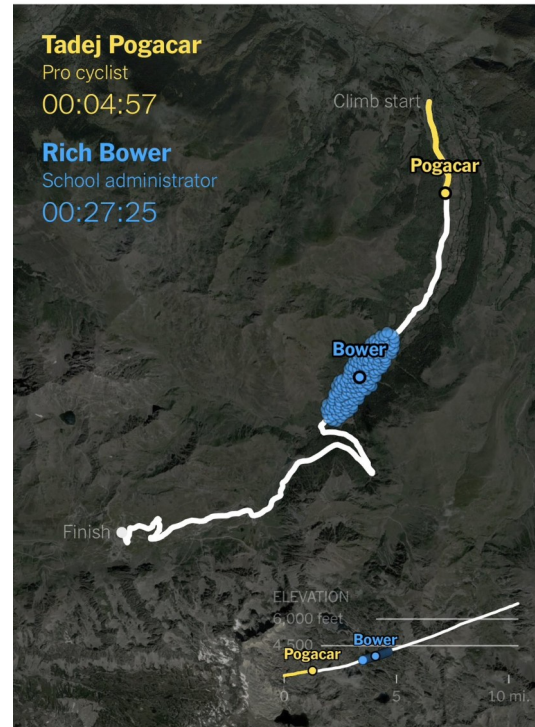 Tadej Pogacar
Pro cyclist
00:04:57
Rich Bower
School administrator
00:27:25
Climb start
Pogacar
Bower
Finish
ELEVATION
6,000 feet
4,500
Bower
Pogacar
0
5
10 mi.